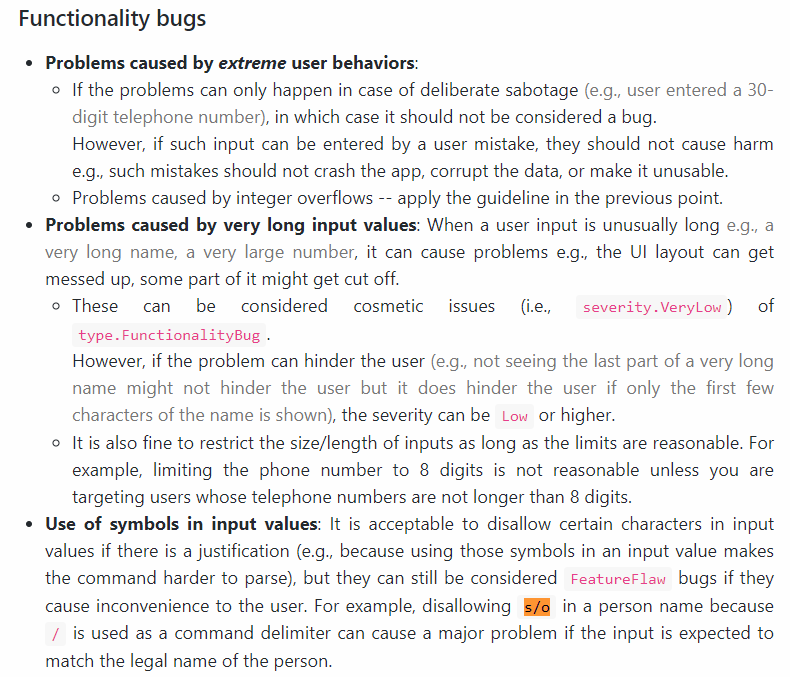 Functionality bugs
• Problems caused by extreme user behaviors:
◦ If the problems can only happen in case of deliberate sabotage (e.g., user entered a 30-
digit telephone number), in which case it should not be considered a bug.
However, if such input can be entered by a user mistake, they should not cause harm
e.g., such mistakes should not crash the app, corrupt the data, or make it unusable.
◦ Problems caused by integer overflows -- apply the guideline in the previous point.
• Problems caused by very long input values: When a user input is unusually long e.g., a
very long name, a very large number, it can cause problems e.g., the UI layout can get
messed up, some part of it might get cut off.
◦ These can be considered cosmetic issues (i.e., severity.VeryLow) of
type.FunctionalityBug.
However, if the problem can hinder the user (e.g., not seeing the last part of a very long
name might not hinder the user but it does hinder the user if only the first few
characters of the name is shown), the severity can be Low or higher.
◦ It is also fine to restrict the size/length of inputs as long as the limits are reasonable. For
example, limiting the phone number to 8 digits is not reasonable unless you are
targeting users whose telephone numbers are not longer than 8 digits.
• Use of symbols in input values: It is acceptable to disallow certain characters in input
values if there is a justification (e.g., because using those symbols in an input value makes
the command harder to parse), but they can still be considered FeatureFlaw bugs if they
cause inconvenience to the user. For example, disallowing s/o in a person name because
/ is used as a command delimiter can cause a major problem if the input is expected to
match the legal name of the person.